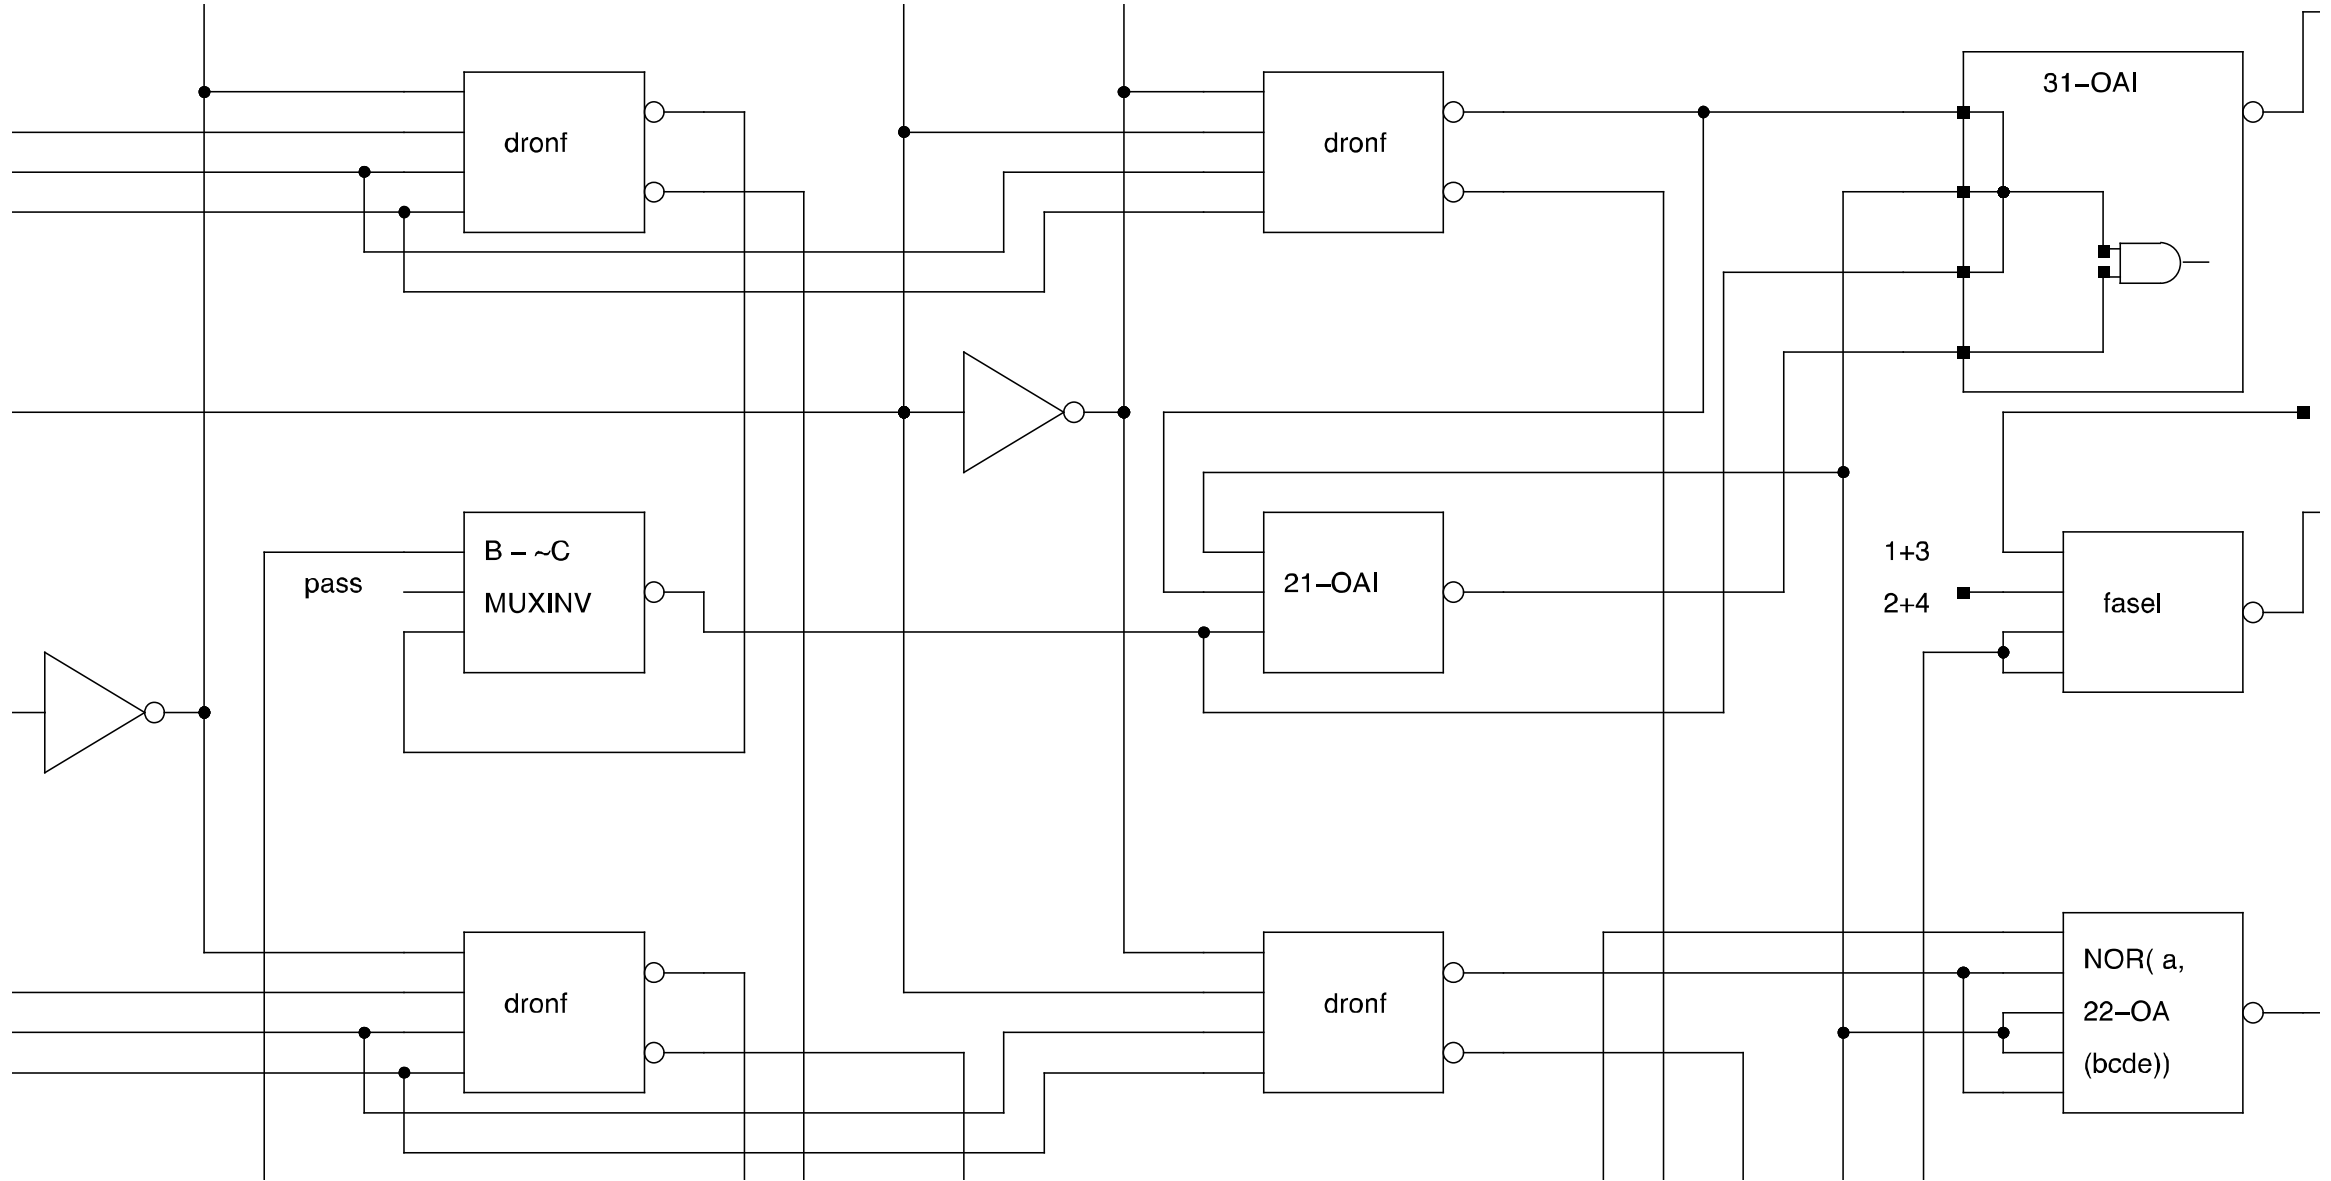 31–OAI
dronf
dronf
B – ~C
pass
MUXINV
21–OAI
1+3
2+4
fasel
dronf
dronf
NOR( a,
22–OA
(bcde))